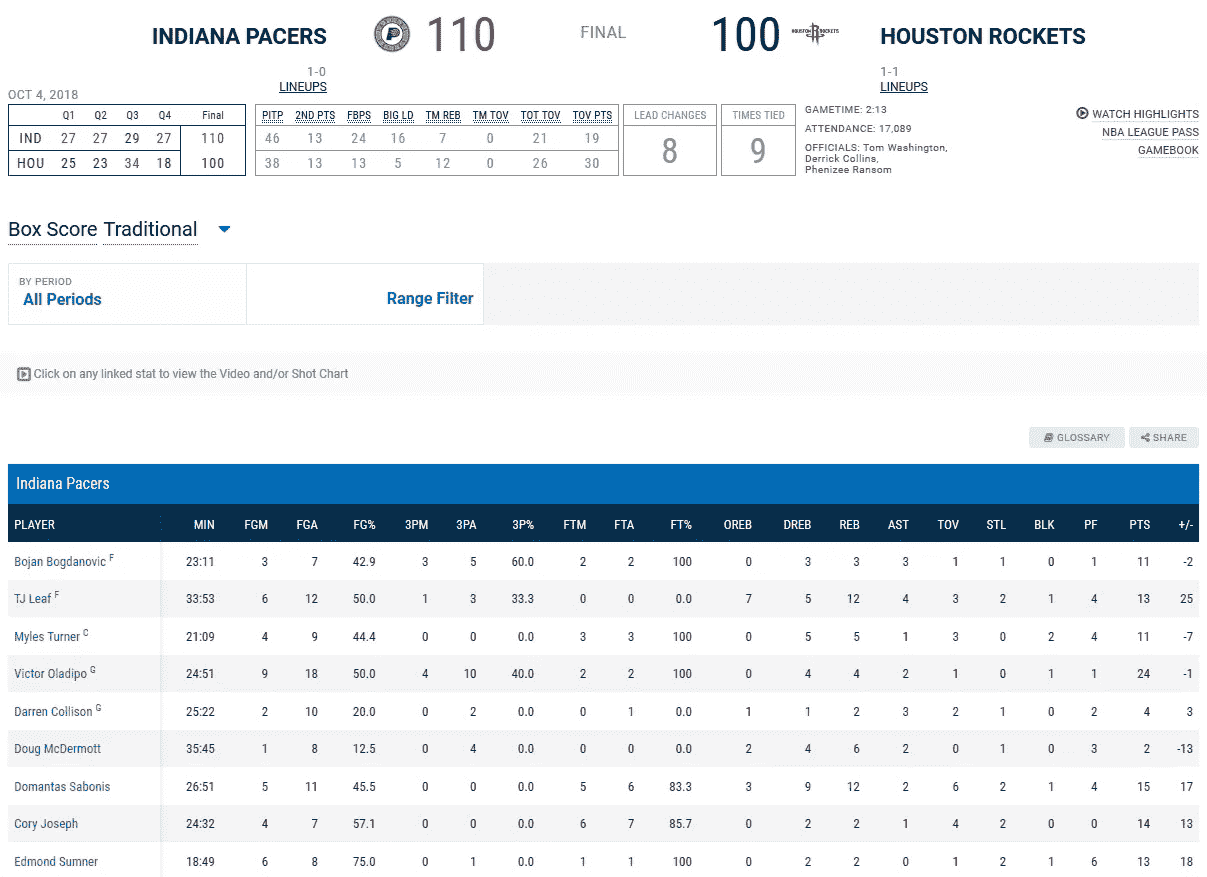 INDIANA PACERS P 110 FINAL 100 HOUSTON ROCKETS HOUSTON ROCKETS
1-0 1-1
LINEUPS LINEUPS
OCT 4, 2018
Q1 Q2 Q3 Q4 Final
IND 27 27 29 27 110
HOU 25 23 34 18 100
PITP 2ND PTS FBPS BIG LD TM REB TM TOV TOT TOV TOV PTS
46 13 24 16 7 0 21 19
38 13 13 5 12 0 26 30
LEAD CHANGES
8
TIMES TIED
9
GAMETIME: 2:13
ATTENDANCE: 17,089
OFFICIALS: Tom Washington,
Derrick Collins,
Phenizee Ransom
WATCH HIGHLIGHTS
NBA LEAGUE PASS
GAMEBOOK
Box Score Traditional
BY PERIOD
All Periods Range Filter
Click on any linked stat to view the Video and/or Shot Chart
GLOSSARY SHARE
Indiana Pacers
PLAYER MIN FGM FGA FG% 3PM 3PA 3P% FTM FTA FT% OREB DREB REB AST TOV STL BLK PF PTS +/-
Bojan Bogdanovic F 23:11 3 7 42.9 3 5 60.0 2 2 100 0 3 3 3 1 1 0 1 11 -2
TJ Leaf F 33:53 6 12 50.0 1 3 33.3 0 0 0.0 7 5 12 4 3 2 1 4 13 25
Myles Turner C 21:09 4 9 44.4 0 0 0.0 3 3 100 0 5 5 1 3 0 2 4 11 -7
Victor Oladipo G 24:51 9 18 50.0 4 10 40.0 2 2 100 0 4 4 2 1 0 1 1 24 -1
Darren Collison G 25:22 2 10 20.0 0 2 0.0 0 1 0.0 1 1 2 3 2 1 0 2 4 3
Doug McDermott 35:45 1 8 12.5 0 4 0.0 0 0 0.0 2 4 6 2 0 1 0 3 2 -13
Domantas Sabonis 26:51 5 11 45.5 0 0 0.0 5 6 83.3 3 9 12 2 6 2 1 4 15 17
Cory Joseph 24:32 4 7 57.1 0 0 0.0 6 7 85.7 0 2 2 1 4 2 0 0 14 13
Edmond Sumner 18:49 6 8 75.0 0 1 0.0 1 1 100 0 2 2 0 1 2 1 6 13 18